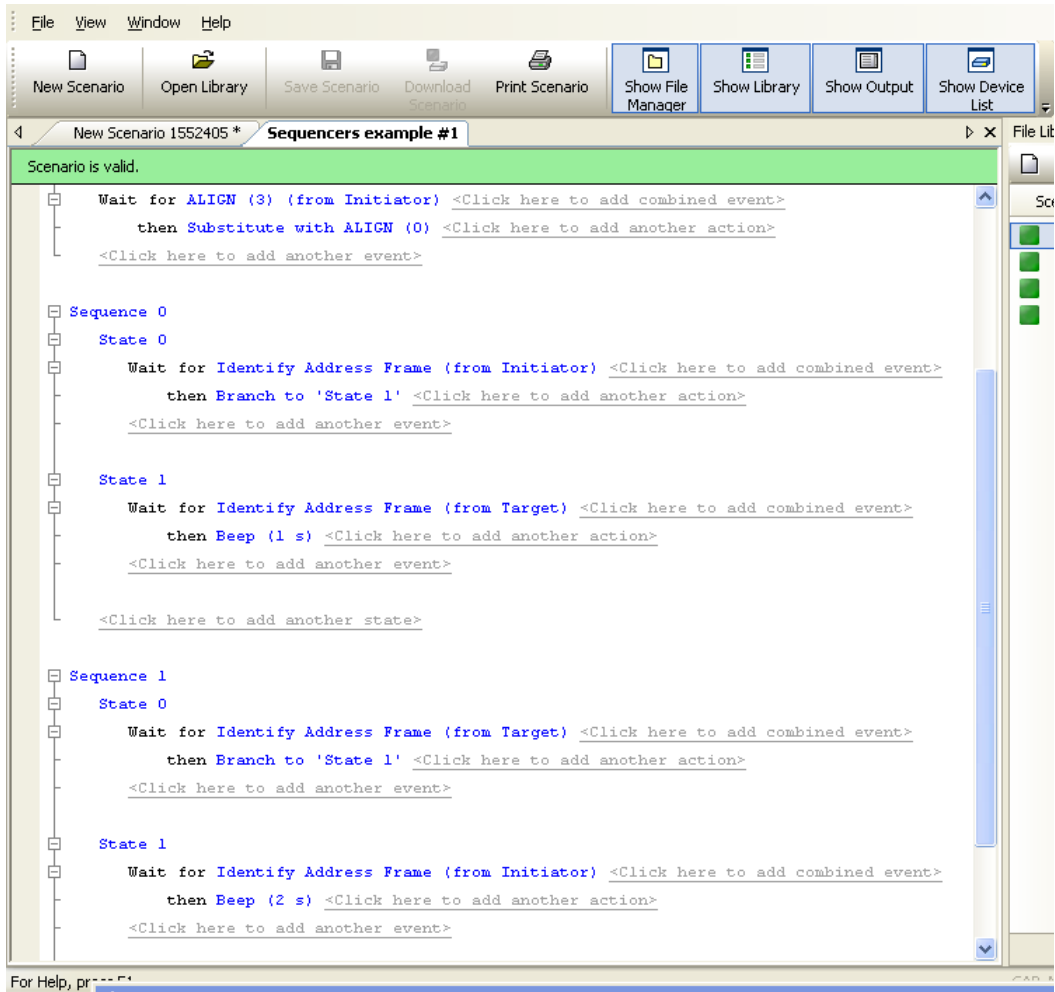 File View Window Help
New Scenario Open Library Save Scenario Download Scenario Print Scenario Show File Manager Show Library Show Output Show Device List
New Scenario 1552405 * Sequencers example #1 File Lib
Scenario is valid.
Wait for ALIGN (3) (from Initiator) <Click here to add combined event>
then Substitute with ALIGN (0) <Click here to add another action>
<Click here to add another event>
Sequence 0
State 0
Wait for Identify Address Frame (from Initiator) <Click here to add combined event>
then Branch to 'State 1' <Click here to add another action>
<Click here to add another event>
State 1
Wait for Identify Address Frame (from Target) <Click here to add combined event>
then Beep (1 s) <Click here to add another action>
<Click here to add another event>
<Click here to add another state>
Sequence 1
State 0
Wait for Identify Address Frame (from Target) <Click here to add combined event>
then Branch to 'State 1' <Click here to add another action>
<Click here to add another event>
State 1
Wait for Identify Address Frame (from Initiator) <Click here to add combined event>
then Beep (2 s) <Click here to add another action>
<Click here to add another event>
For Help, press F1